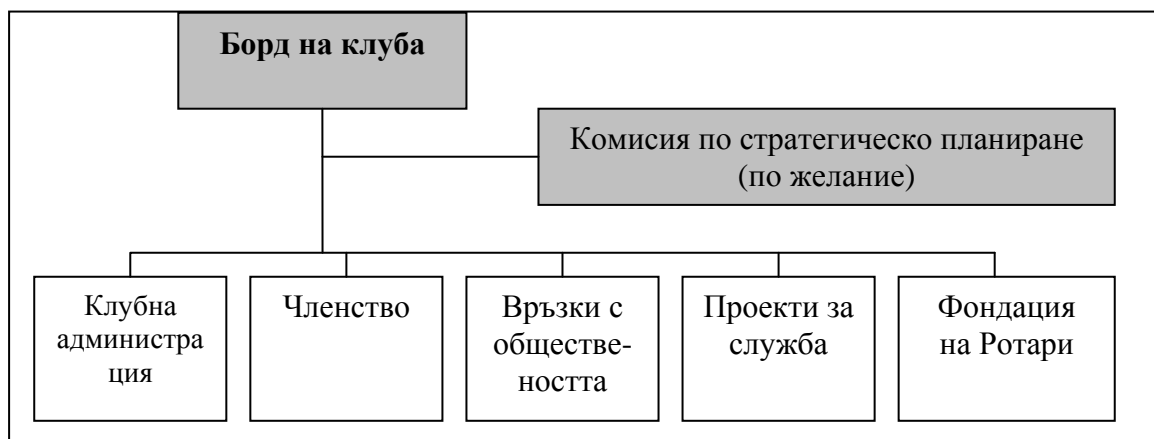 Борд на клуба
Комисия по стратегическо планиране
(по желание)
Клубна
администра
ция
Членство
Връзки с
обществе-
ността
Проекти за
служба
Фондация
на Ротари